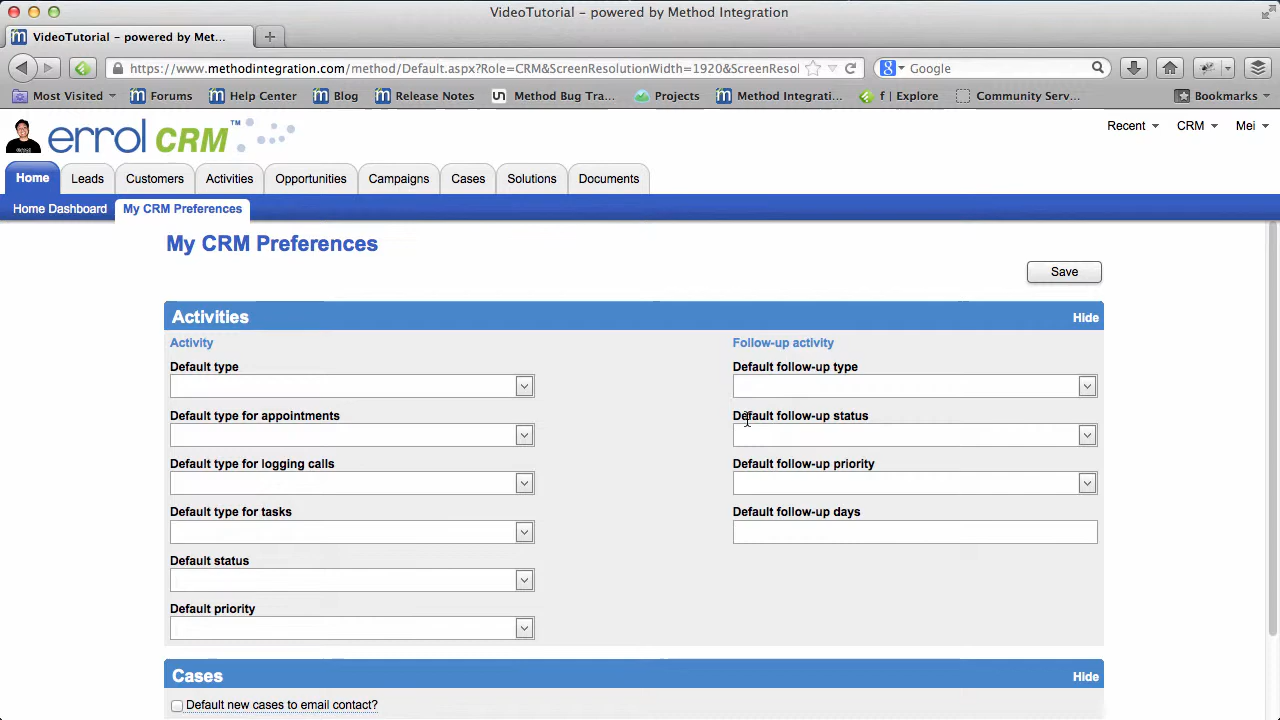 VideoTutorial – powered by Method Integration
VideoTutorial – powered by Met...
https://www.methodintegration.com/method/Default.aspx?Role=CRM&ScreenResolutionWidth=1920&ScreenResol
Google
Most Visited Forums Help Center Blog Release Notes Method Bug Tra... Projects Method Integrati... f | Explore Community Serv... Bookmarks
errol CRM™
Recent CRM Mei
Home Leads Customers Activities Opportunities Campaigns Cases Solutions Documents
Home Dashboard My CRM Preferences
My CRM Preferences
Save
Activities Hide
Activity Follow-up activity
Default type Default follow-up type
Default type for appointments Default follow-up status
Default type for logging calls Default follow-up priority
Default type for tasks Default follow-up days
Default status
Default priority
Cases Hide
Default new cases to email contact?